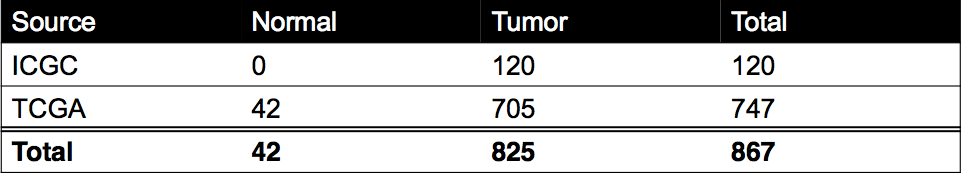 Source Normal Tumor Total
ICGC 0 120 120
TCGA 42 705 747
Total 42 825 867